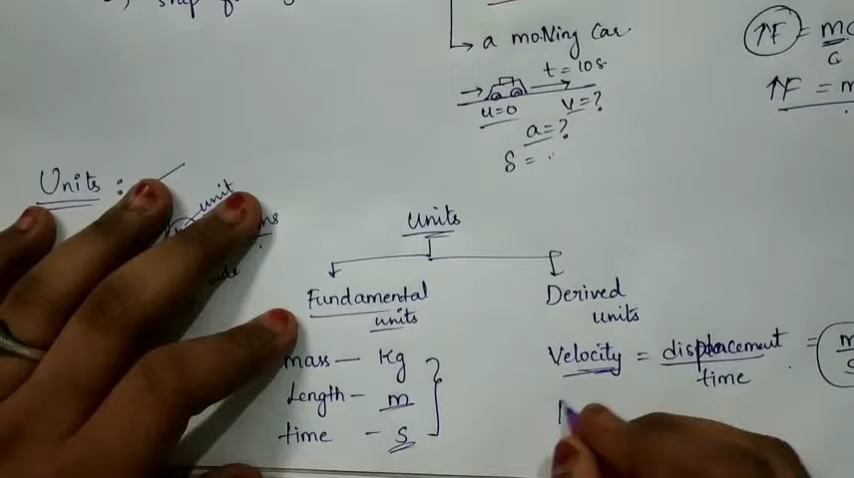 a moving car.
t = 10s
u=0
v=?
a=?
S = .
↑F = m
↑F = m
Units :
unit
units
Fundamental
units
Derived
units
mass — Kg
Length — m
time - s
Velocity = displacement
time
= m
s